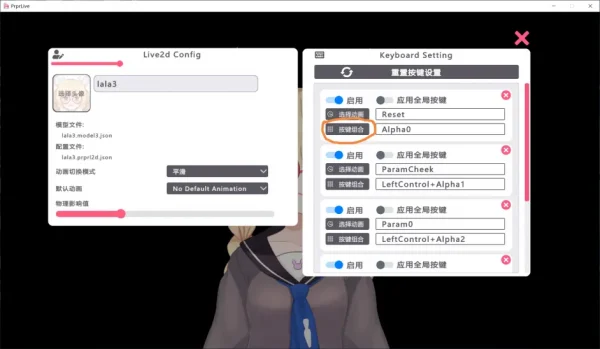 PrprLive
Live2d Config
选择头像
lala3
模型文件:
lala3.model3.json
配置文件:
lala3.prprl2d.json
动画切换模式
平滑
默认动画
No Default Animation
物理影响值
Keyboard Setting
重置按键设置
启用 应用全局按键
选择动画 Reset
按键组合 Alpha0
启用 应用全局按键
选择动画 ParamCheek
按键组合 LeftControl+Alpha1
启用 应用全局按键
选择动画 Param0
按键组合 LeftControl+Alpha2
启用 应用全局按键